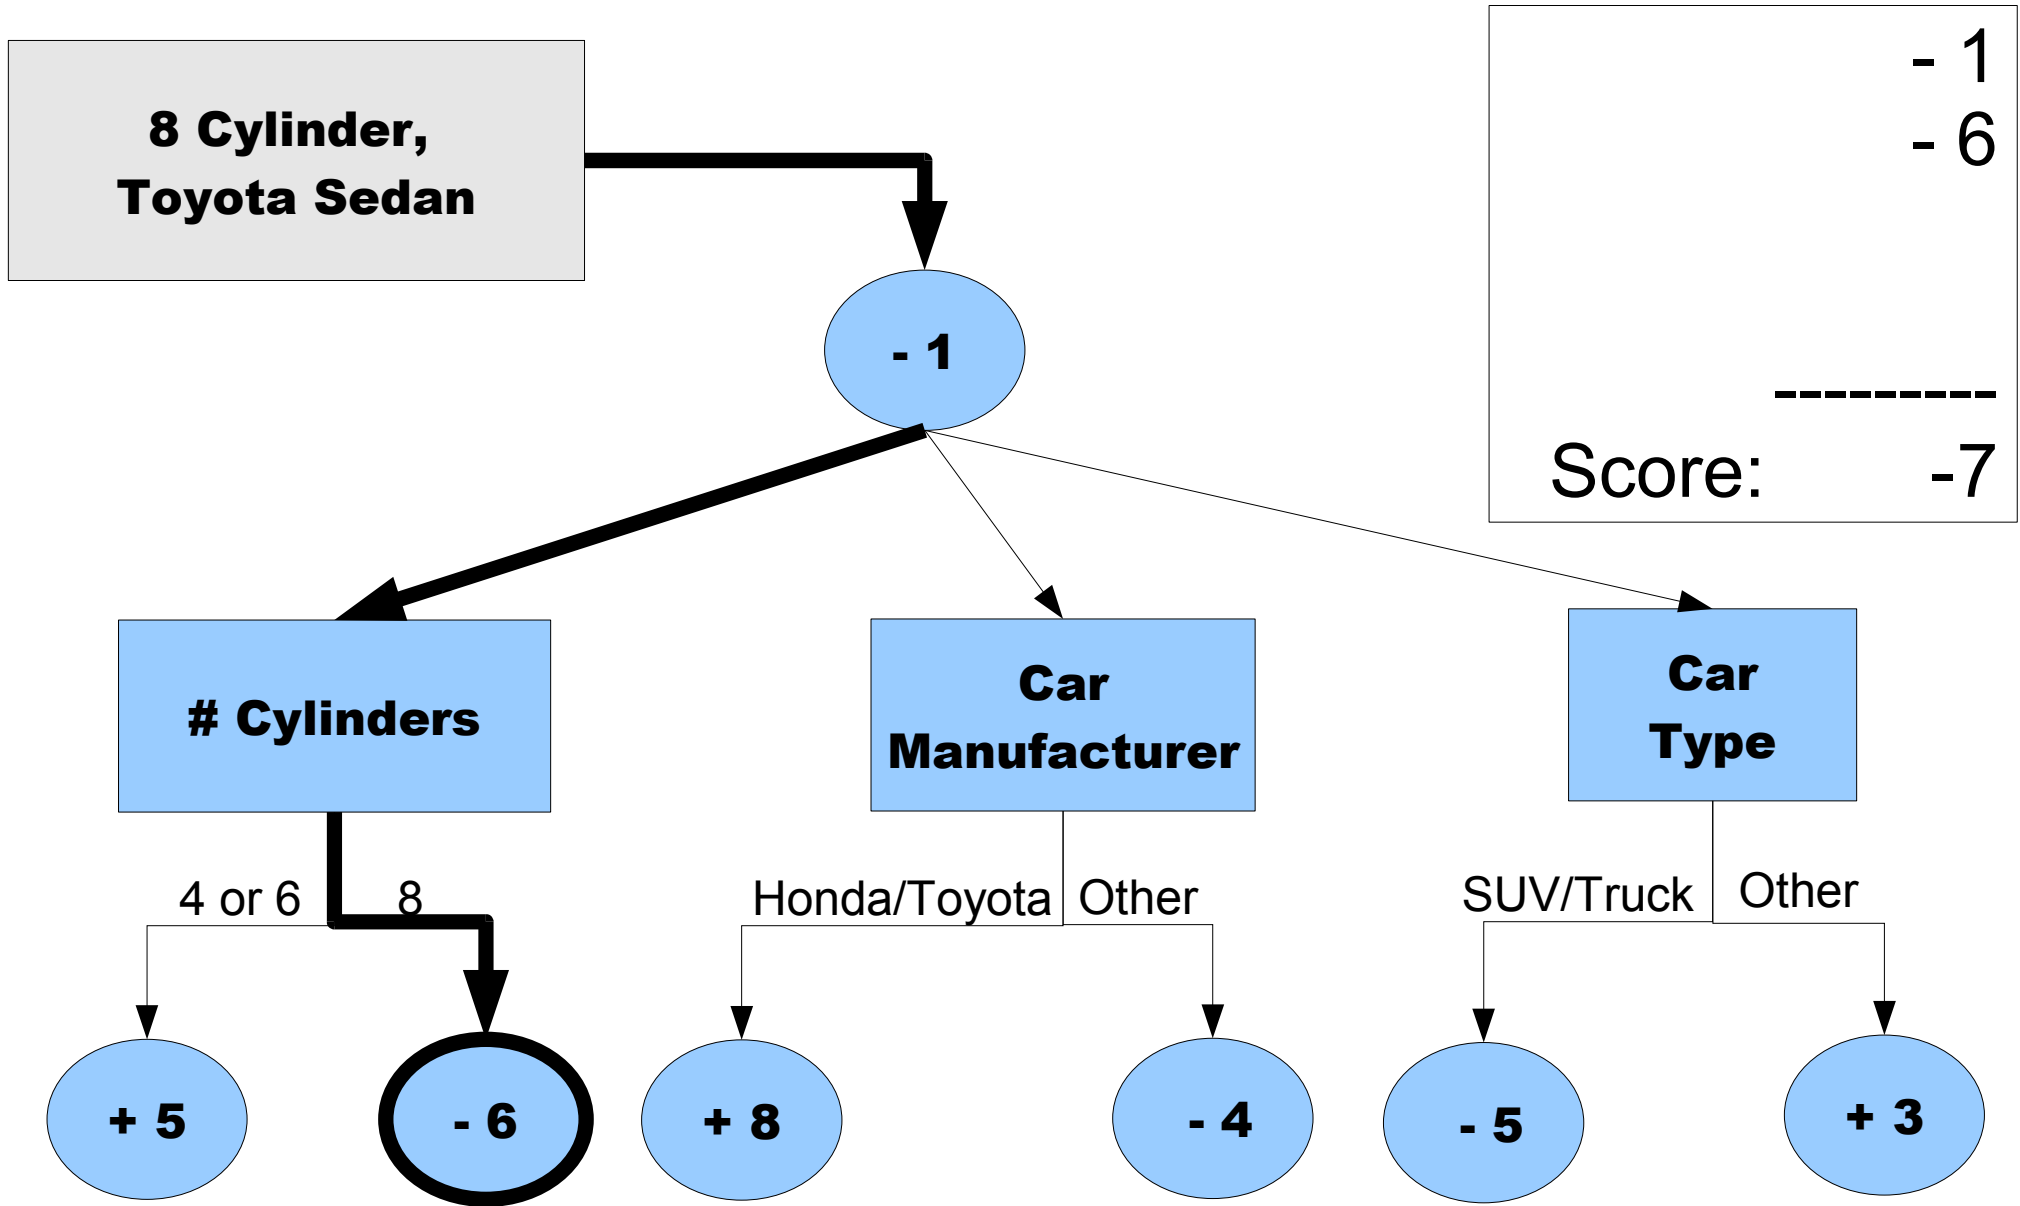 8 Cylinder,
Toyota Sedan
- 1
- 6
---------
Score: -7
- 1
# Cylinders
Car
Manufacturer
Car
Type
4 or 6
8
Honda/Toyota
Other
SUV/Truck
Other
+ 5
- 6
+ 8
- 4
- 5
+ 3